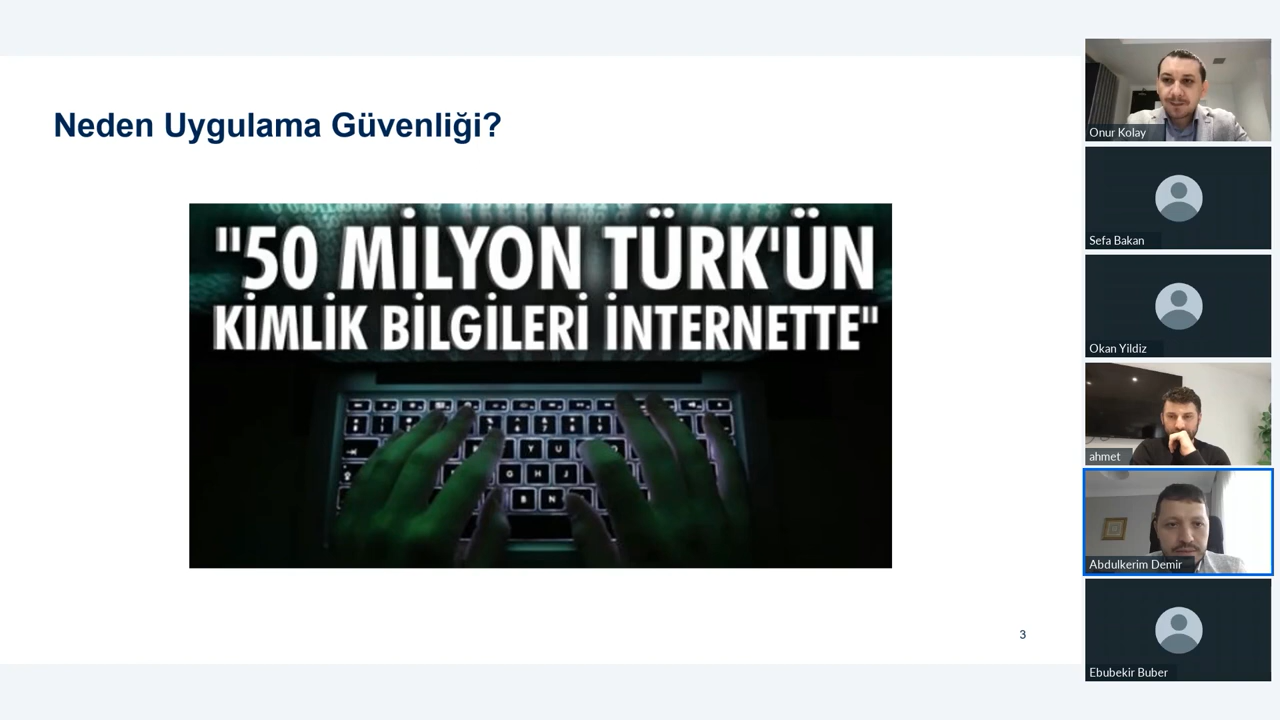 Neden Uygulama Güvenliği?
"50 MİLYON TÜRK'ÜN
KİMLİK BİLGİLERİ İNTERNETTE"
Y U
G H J
B N
3
Onur Kolay
Sefa Bakan
Okan Yildiz
ahmet
Abdulkerim Demir
Ebubekir Buber